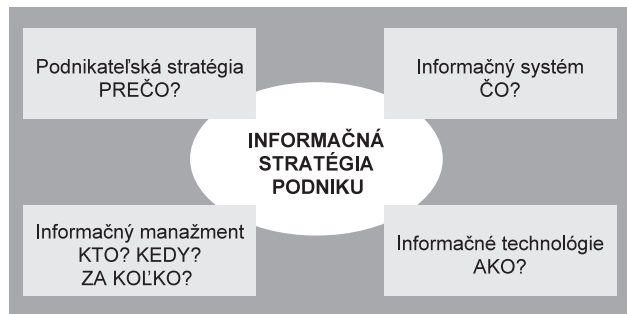 Podnikateľská stratégia
PREČO?
Informačný systém
ČO?
INFORMAČNÁ
STRATÉGIA
PODNIKU
Informačný manažment
KTO? KEDY?
ZA KOĽKO?
Informačné technológie
AKO?